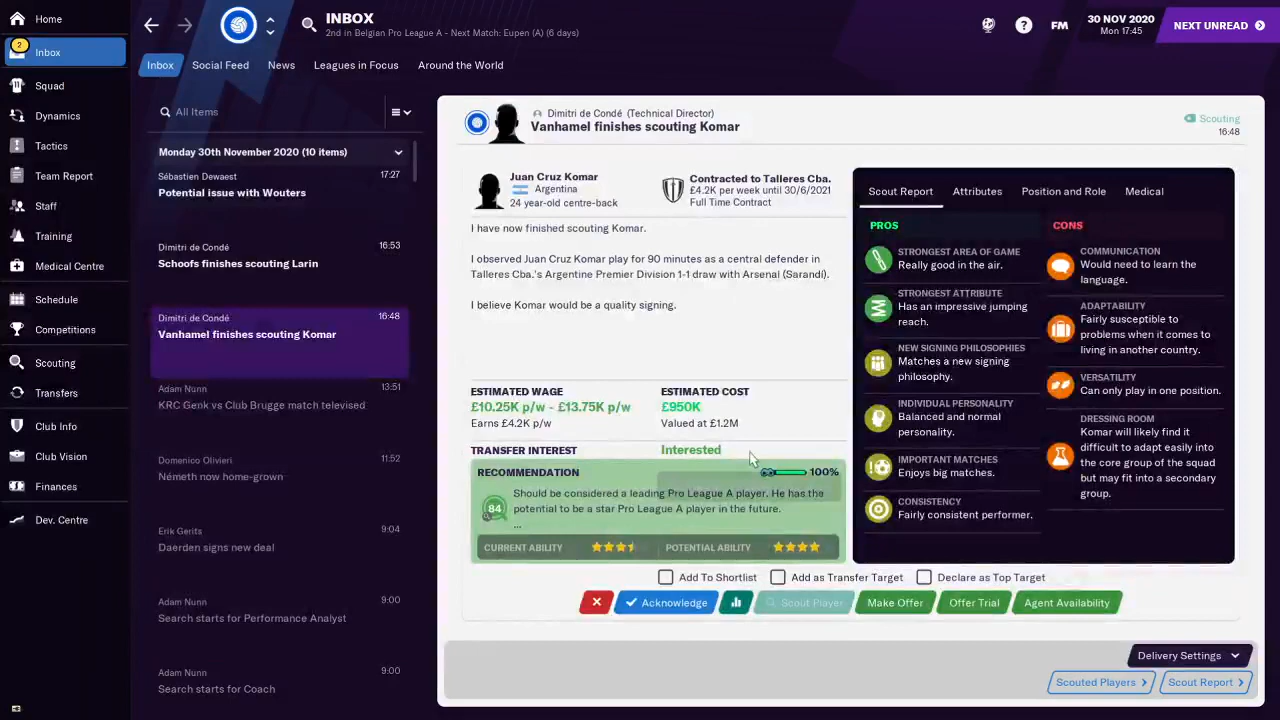 Home
2
Inbox
Squad
Dynamics
Tactics
Team Report
Staff
Training
Medical Centre
Schedule
Competitions
Scouting
Transfers
Club Info
Club Vision
Finances
Dev. Centre
INBOX
2nd in Belgian Pro League A - Next Match: Eupen (A) (6 days)
?
FM
30 NOV 2020
Mon 17:45
NEXT UNREAD
Inbox
Social Feed
News
Leagues in Focus
Around the World
All Items
Monday 30th November 2020 (10 items)
Sébastien Dewaest 17:27
Potential issue with Wouters
Dimitri de Condé 16:53
Schoofs finishes scouting Larin
Dimitri de Condé 16:48
Vanhamel finishes scouting Komar
Adam Nunn 13:51
KRC Genk vs Club Brugge match televised
Domenico Olivieri 11:52
Németh now home-grown
Erik Gerits 9:04
Daerden signs new deal
Adam Nunn 9:00
Search starts for Performance Analyst
Adam Nunn 9:00
Search starts for Coach
Dimitri de Condé (Technical Director)
Vanhamel finishes scouting Komar
Scouting
16:48
Juan Cruz Komar
Argentina
24 year-old centre-back
Contracted to Talleres Cba.
£4.2K per week until 30/6/2021
Full Time Contract
I have now finished scouting Komar.
I observed Juan Cruz Komar play for 90 minutes as a central defender in
Talleres Cba.'s Argentine Premier Division 1-1 draw with Arsenal (Sarandí).
I believe Komar would be a quality signing.
ESTIMATED WAGE
£10.25K p/w - £13.75K p/w
Earns £4.2K p/w
ESTIMATED COST
£950K
Valued at £1.2M
TRANSFER INTEREST
Interested
RECOMMENDATION
100%
84
Should be considered a leading Pro League A player. He has the
potential to be a star Pro League A player in the future.
...
CURRENT ABILITY
POTENTIAL ABILITY
Scout Report
Attributes
Position and Role
Medical
PROS
STRONGEST AREA OF GAME
Really good in the air.
STRONGEST ATTRIBUTE
Has an impressive jumping
reach.
NEW SIGNING PHILOSOPHIES
Matches a new signing
philosophy.
INDIVIDUAL PERSONALITY
Balanced and normal
personality.
IMPORTANT MATCHES
Enjoys big matches.
CONSISTENCY
Fairly consistent performer.
CONS
COMMUNICATION
Would need to learn the
language.
ADAPTABILITY
Fairly susceptible to
problems when it comes to
living in another country.
VERSATILITY
Can only play in one position.
DRESSING ROOM
Komar will likely find it
difficult to adapt easily into
the core group of the squad
but may fit into a secondary
group.
Add To Shortlist
Add as Transfer Target
Declare as Top Target
Acknowledge
Scout Player
Make Offer
Offer Trial
Agent Availability
Delivery Settings
Scouted Players
Scout Report